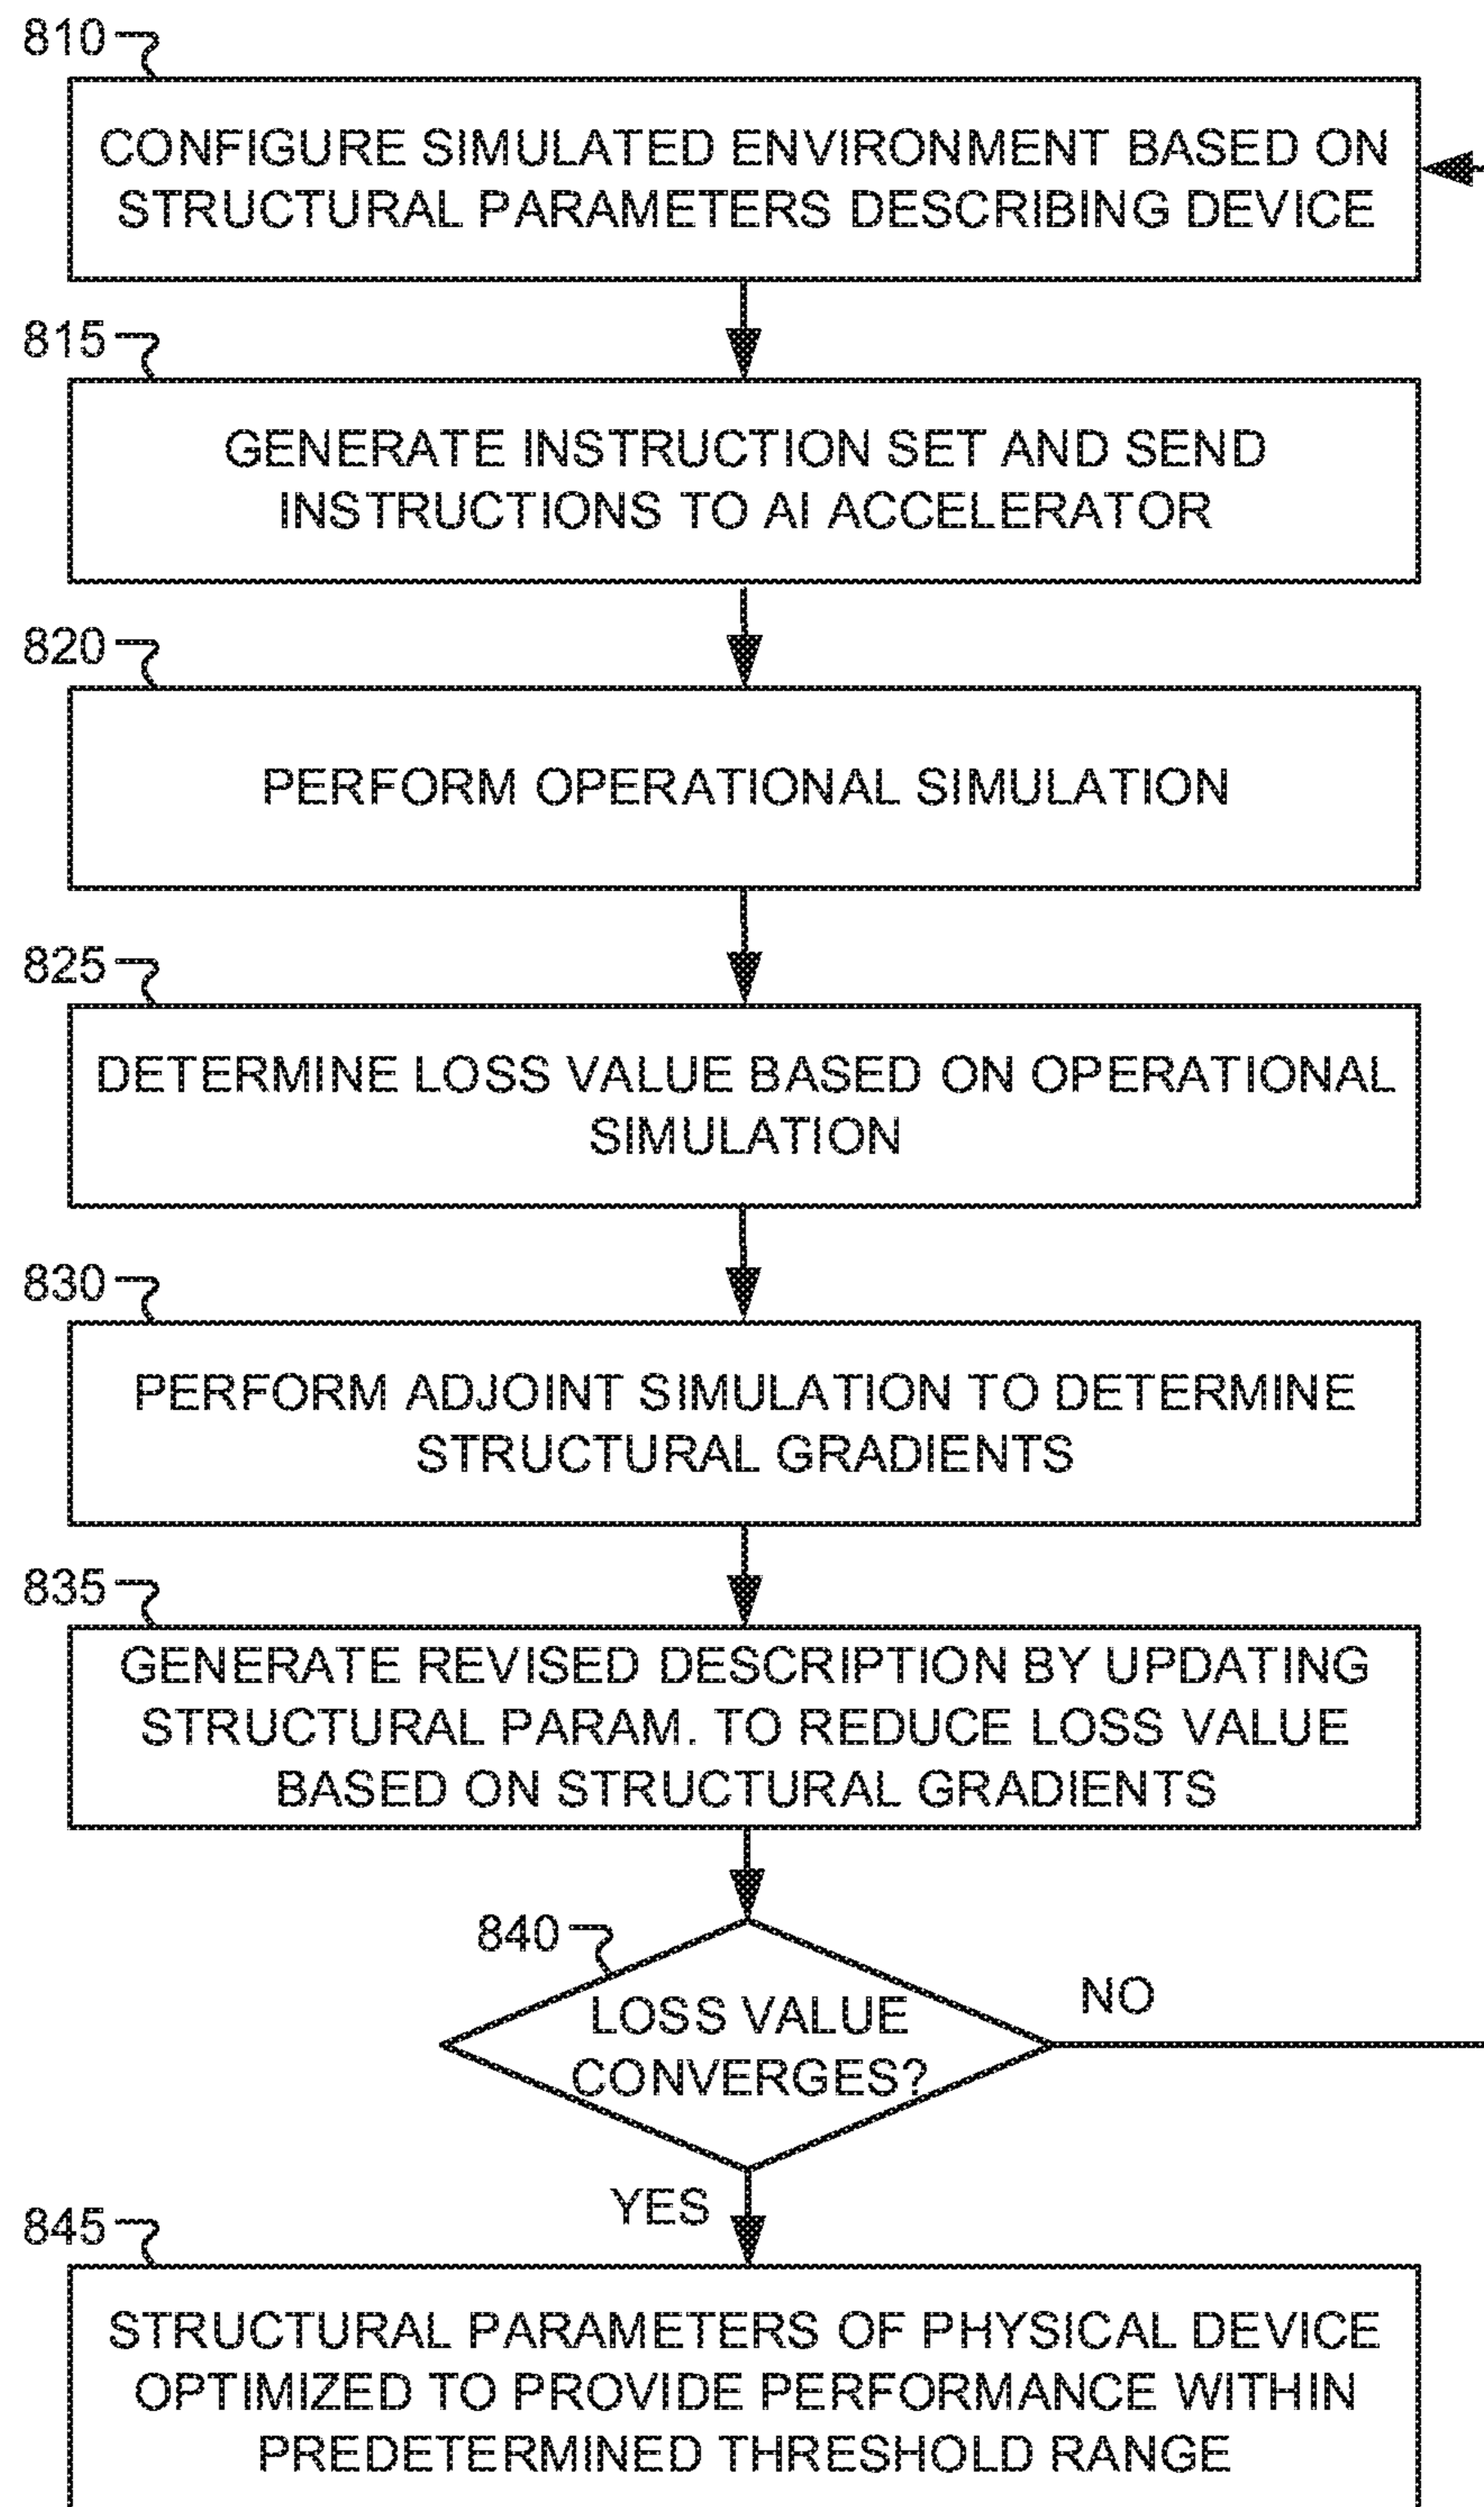 810
CONFIGURE SIMULATED ENVIRONMENT BASED ON
STRUCTURAL PARAMETERS DESCRIBING DEVICE
815
GENERATE INSTRUCTION SET AND SEND
INSTRUCTIONS TO AI ACCELERATOR
820
PERFORM OPERATIONAL SIMULATION
825
DETERMINE LOSS VALUE BASED ON OPERATIONAL
SIMULATION
830
PERFORM ADJOINT SIMULATION TO DETERMINE
STRUCTURAL GRADIENTS
835
GENERATE REVISED DESCRIPTION BY UPDATING
STRUCTURAL PARAM. TO REDUCE LOSS VALUE
BASED ON STRUCTURAL GRADIENTS
840
LOSS VALUE
CONVERGES?
NO
YES
845
STRUCTURAL PARAMETERS OF PHYSICAL DEVICE
OPTIMIZED TO PROVIDE PERFORMANCE WITHIN
PREDETERMINED THRESHOLD RANGE